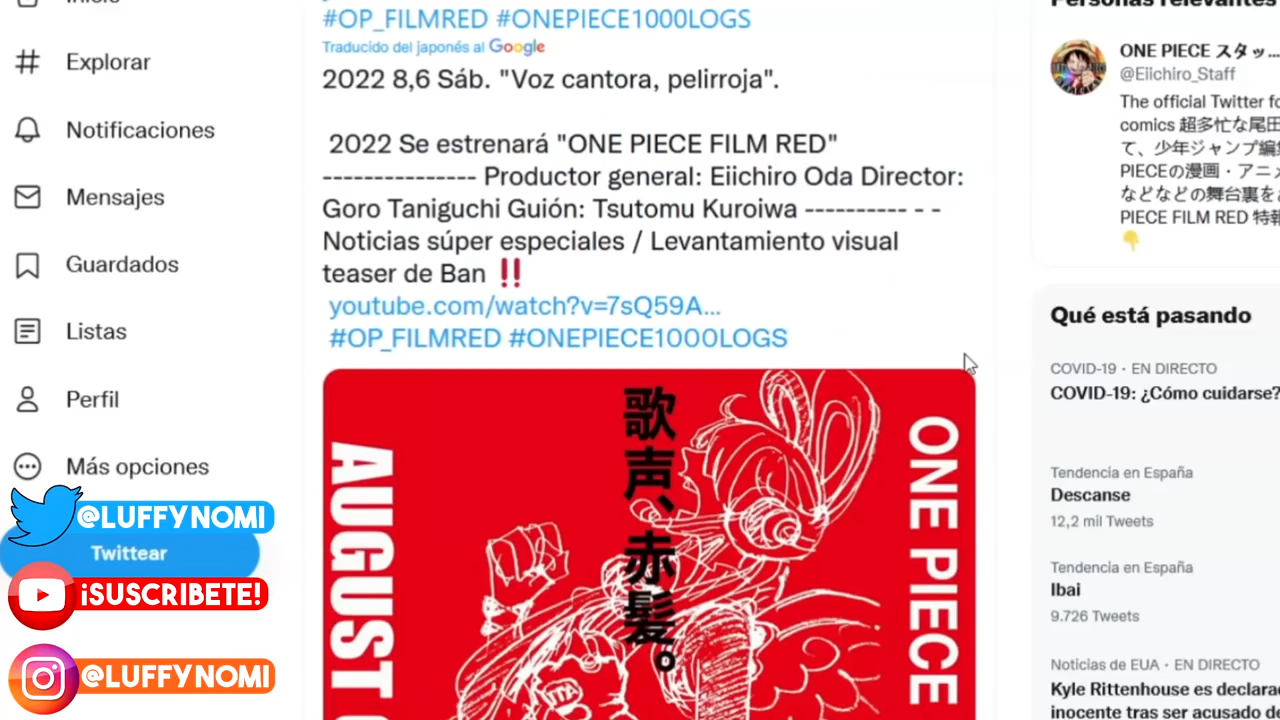 Inicio
Explorar
Notificaciones
Mensajes
Guardados
Listas
Perfil
Más opciones
@LUFFYNOMI
Twittear
¡SUSCRIBETE!
@LUFFYNOMI
#OP_FILMRED #ONEPIECE1000LOGS
Traducido del japonés al Google
2022 8,6 Sáb. "Voz cantora, pelirroja".
2022 Se estrenará "ONE PIECE FILM RED"
--------------- Productor general: Eiichiro Oda Director:
Goro Taniguchi Guión: Tsutomu Kuroiwa ---------- - -
Noticias súper especiales / Levantamiento visual
teaser de Ban ‼️
youtube.com/watch?v=7sQ59A...
#OP_FILMRED #ONEPIECE1000LOGS
AUGUST
歌声、赤髪。
ONE PIECE
Personas relevantes
ONE PIECE スタッ...
@Eiichiro_Staff
The official Twitter fo
comics 超多忙な尾田
て、少年ジャンプ編集
PIECEの漫画・アニメ
などなどの舞台裏をお
PIECE FILM RED 特報
👇
Qué está pasando
COVID-19 · EN DIRECTO
COVID-19: ¿Cómo cuidarse?
Tendencia en España
Descanse
12,2 mil Tweets
Tendencia en España
Ibai
9.726 Tweets
Noticias de EUA · EN DIRECTO
Kyle Rittenhouse es declarad
inocente tras ser acusado de